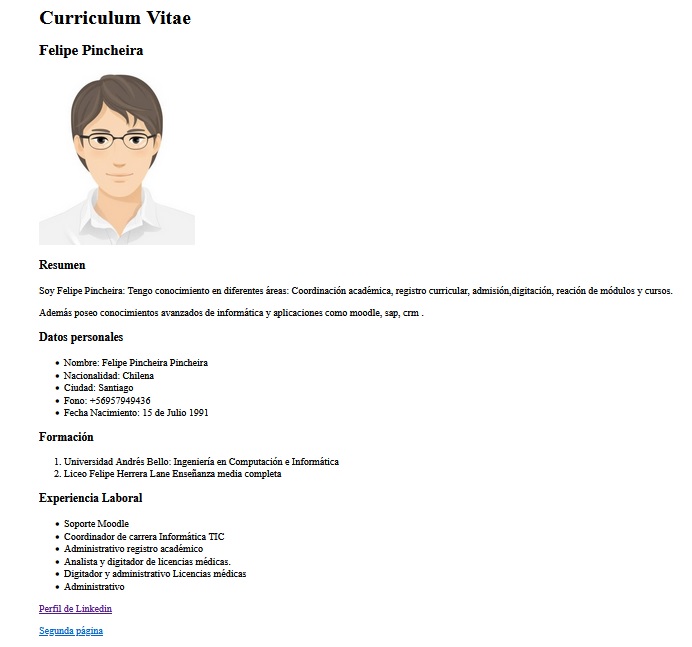 Curriculum Vitae
Felipe Pincheira
Resumen
Soy Felipe Pincheira: Tengo conocimiento en diferentes áreas: Coordinación académica, registro curricular, admisión,digitación, reación de módulos y cursos.
Además poseo conocimientos avanzados de informática y aplicaciones como moodle, sap, crm .
Datos personales
• Nombre: Felipe Pincheira Pincheira
• Nacionalidad: Chilena
• Ciudad: Santiago
• Fono: +56957949436
• Fecha Nacimiento: 15 de Julio 1991
Formación
1. Universidad Andrés Bello: Ingeniería en Computación e Informática
2. Liceo Felipe Herrera Lane Enseñanza media completa
Experiencia Laboral
• Soporte Moodle
• Coordinador de carrera Informática TIC
• Administrativo registro académico
• Analista y digitador de licencias médicas.
• Digitador y administrativo Licencias médicas
• Administrativo
Perfil de Linkedin
Segunda página